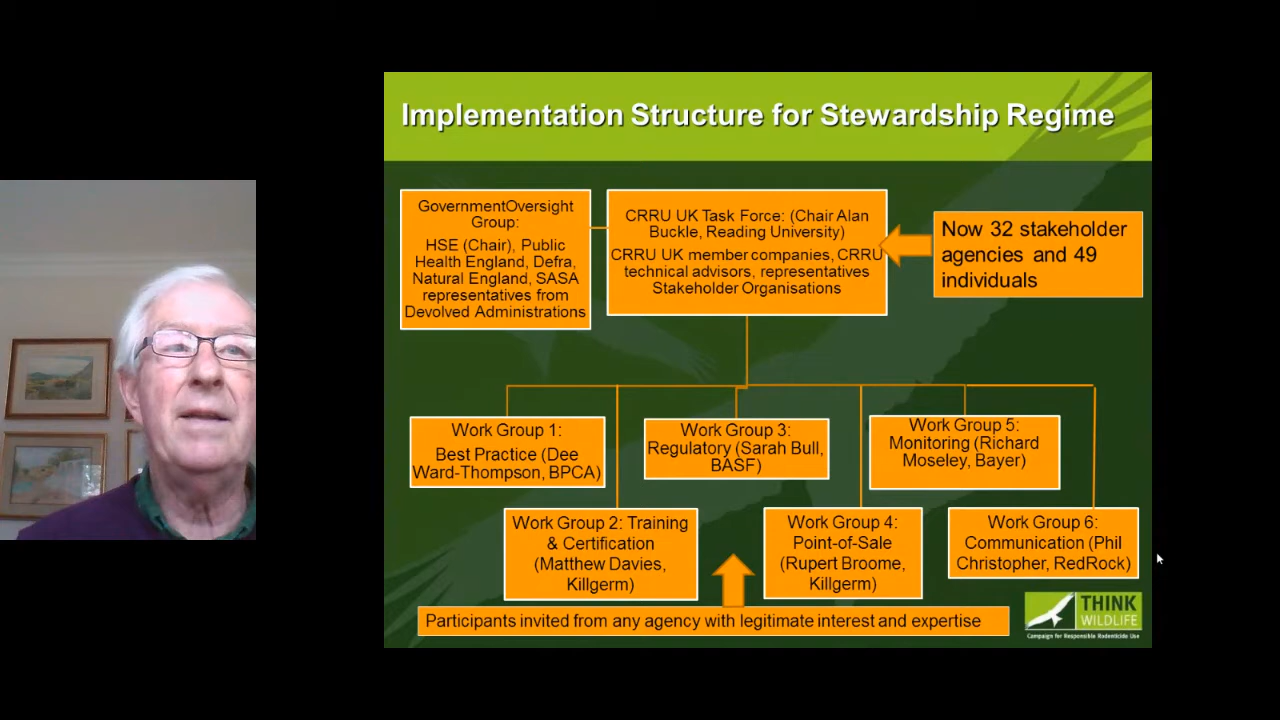 Implementation Structure for Stewardship Regime
GovernmentOversight
Group:
HSE (Chair), Public
Health England, Defra,
Natural England, SASA
representatives from
Devolved Administrations
CRRU UK Task Force: (Chair Alan
Buckle, Reading University)
CRRU UK member companies, CRRU
technical advisors, representatives
Stakeholder Organisations
Now 32 stakeholder
agencies and 49
individuals
Work Group 1:
Best Practice (Dee
Ward-Thompson, BPCA)
Work Group 3:
Regulatory (Sarah Bull,
BASF)
Work Group 5:
Monitoring (Richard
Moseley, Bayer)
Work Group 2: Training
& Certification
(Matthew Davies,
Killgerm)
Work Group 4:
Point-of-Sale
(Rupert Broome,
Killgerm)
Work Group 6:
Communication (Phil
Christopher, RedRock)
Participants invited from any agency with legitimate interest and expertise
THINK
WILDLIFE
Campaign for Responsible Rodenticide Use